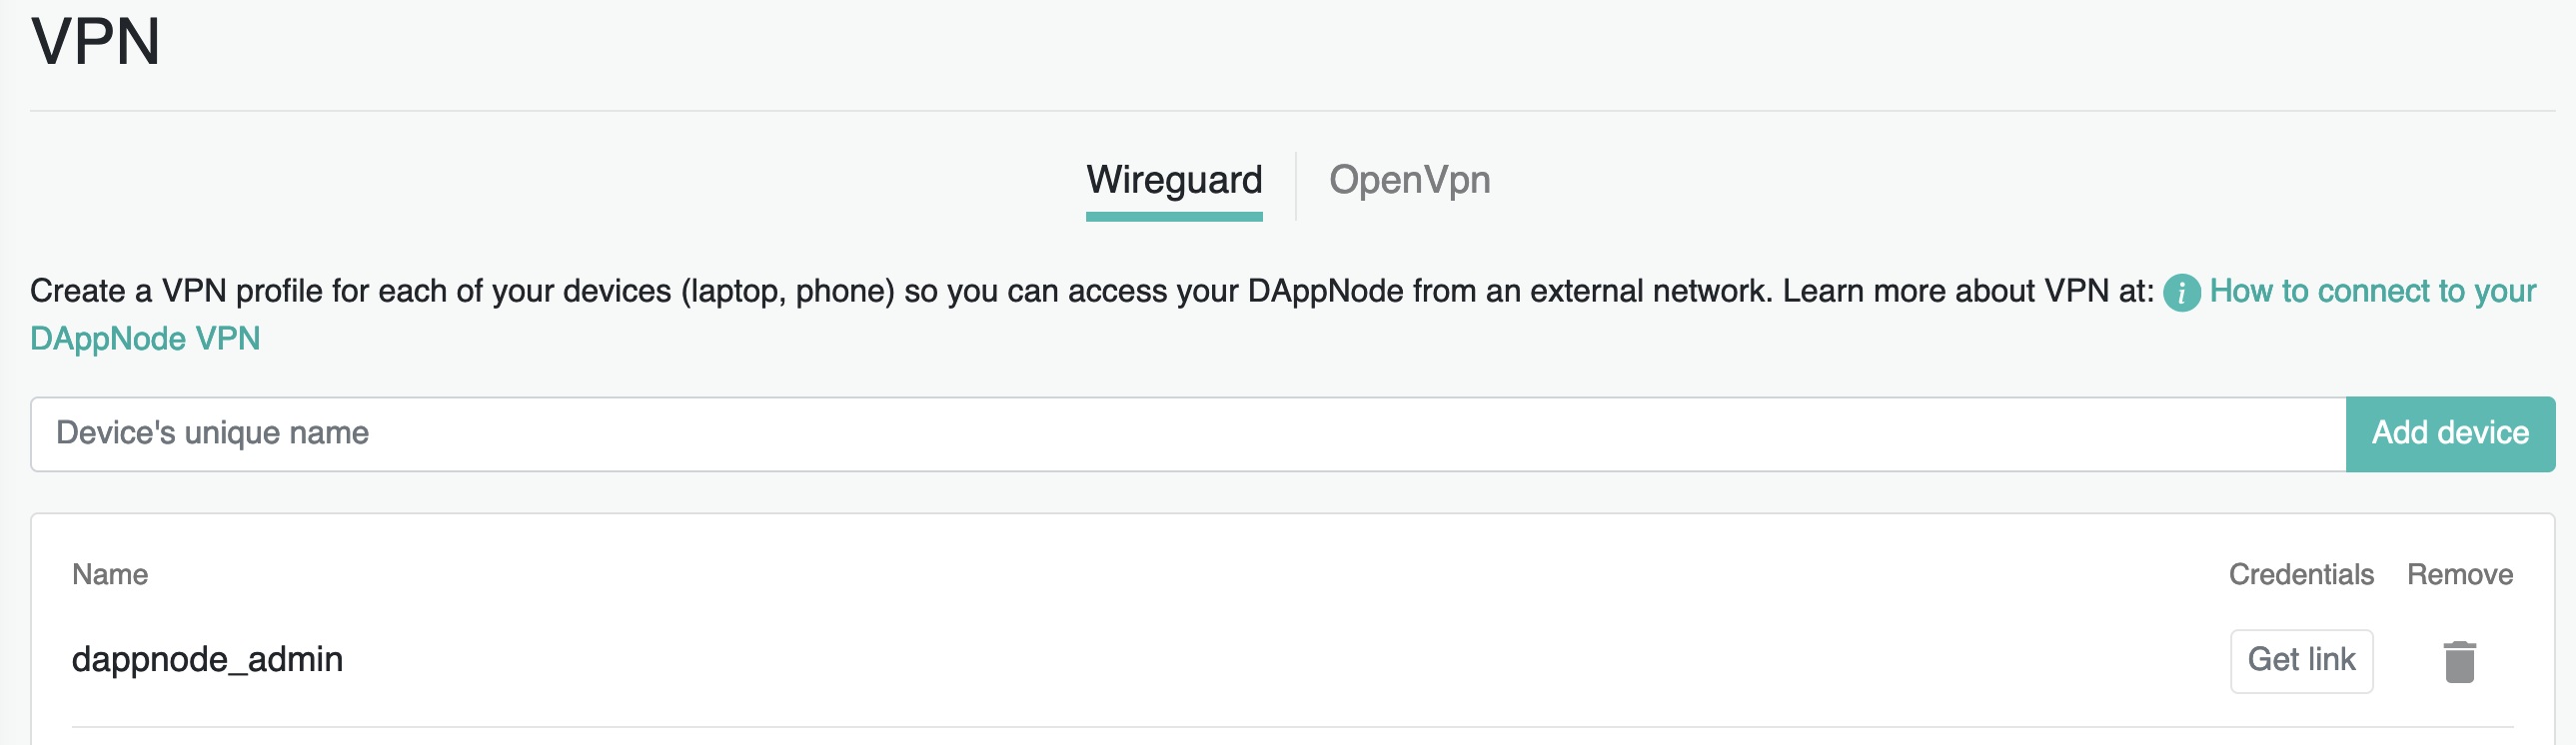 VPN
Wireguard
OpenVpn
Create a VPN profile for each of your devices (laptop, phone) so you can access your DAppNode from an external network. Learn more about VPN at: i How to connect to your
DAppNode VPN
Device's unique name
Add device
Name
Credentials
Remove
dappnode_admin
Get link